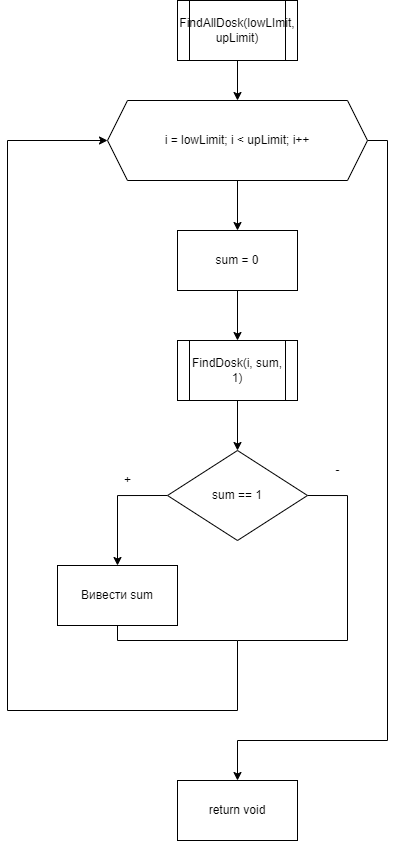 FindAllDosk(lowLImit,
upLimit)
i = lowLimit; i < upLimit; i++
sum = 0
FindDosk(i, sum,
1)
sum == 1
+
-
Вивести sum
return void